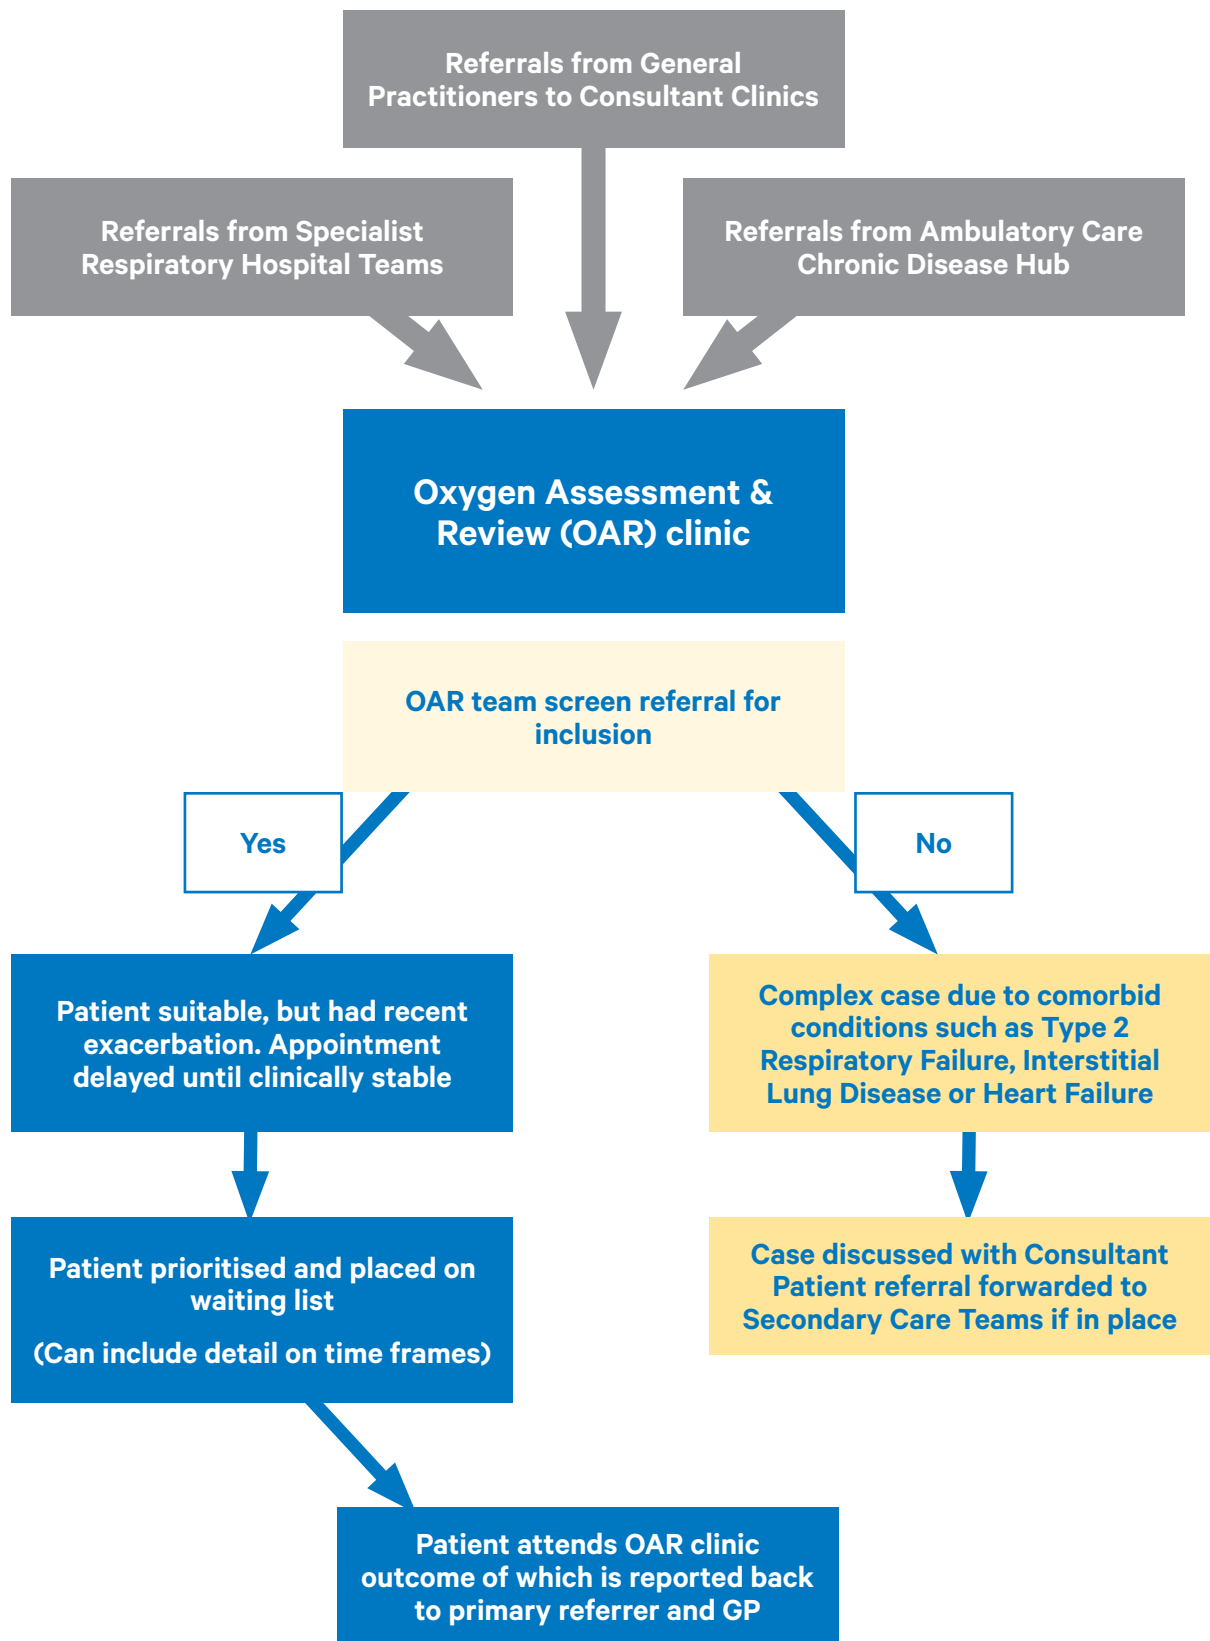 Referrals from General
Practitioners to Consultant Clinics
Referrals from Specialist
Respiratory Hospital Teams
Referrals from Ambulatory Care
Chronic Disease Hub
Oxygen Assessment &
Review (OAR) clinic
OAR team screen referral for
inclusion
Yes
No
Patient suitable, but had recent
exacerbation. Appointment
delayed until clinically stable
Complex case due to comorbid
conditions such as Type 2
Respiratory Failure, Interstitial
Lung Disease or Heart Failure
Patient prioritised and placed on
waiting list
(Can include detail on time frames)
Case discussed with Consultant
Patient referral forwarded to
Secondary Care Teams if in place
Patient attends OAR clinic
outcome of which is reported back
to primary referrer and GP